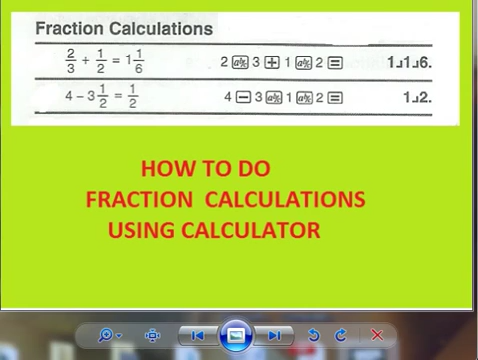 Fraction Calculations
2/3 + 1/2 = 1 1/6 2 a b/c 3 + 1 a b/c 2 = 1⌟1⌟6.
4 − 3 1/2 = 1/2 4 − 3 a b/c 1 a b/c 2 = 1⌟2.
HOW TO DO
FRACTION CALCULATIONS
USING CALCULATOR